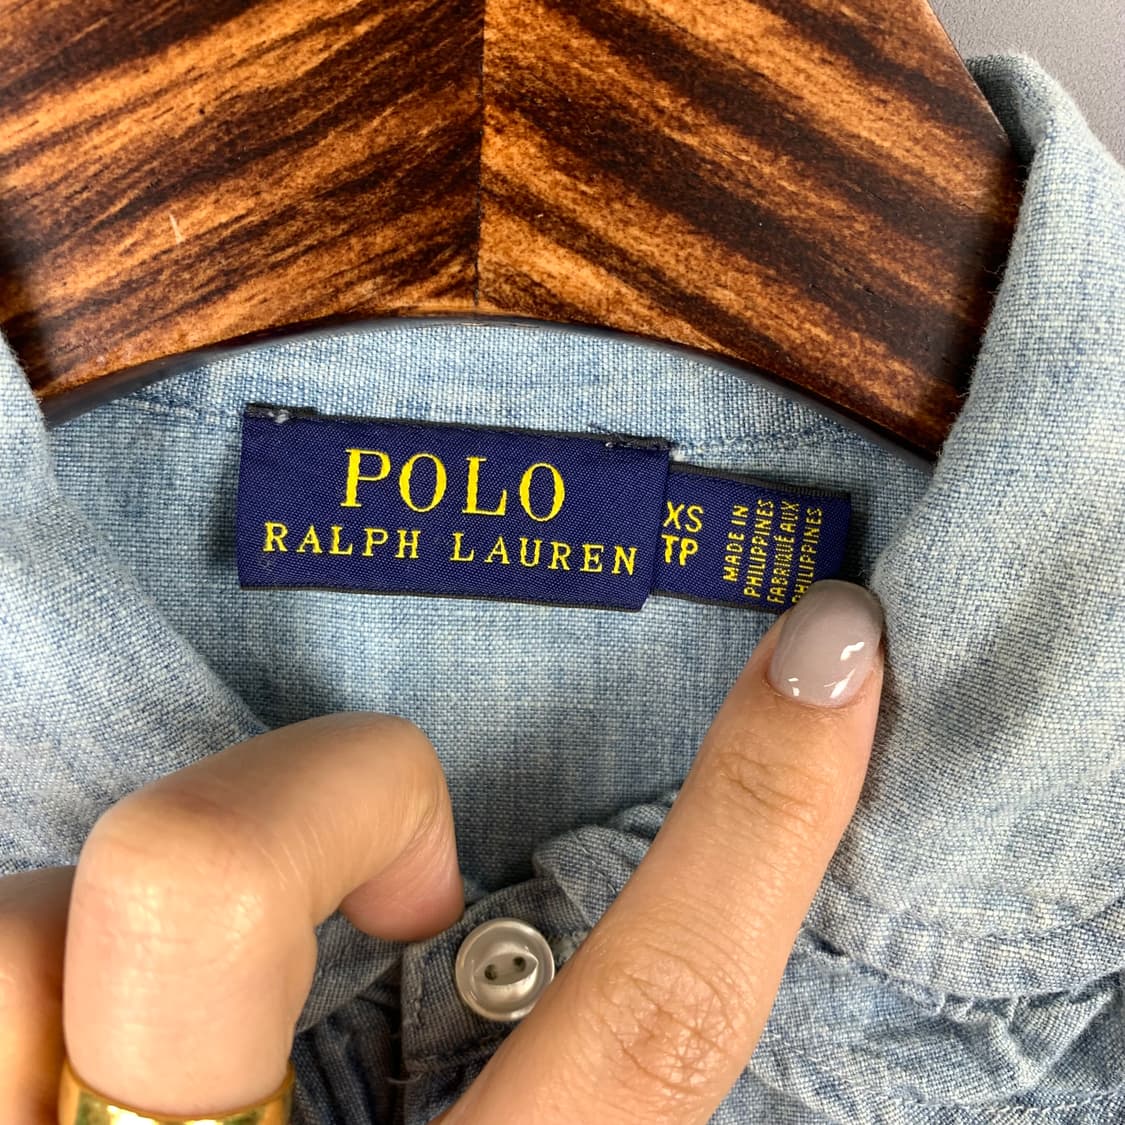 POLO
RALPH LAUREN
XS
TP
MADE IN
PHILIPPINES
FABRIQUÉ AUX
PHILIPPINES